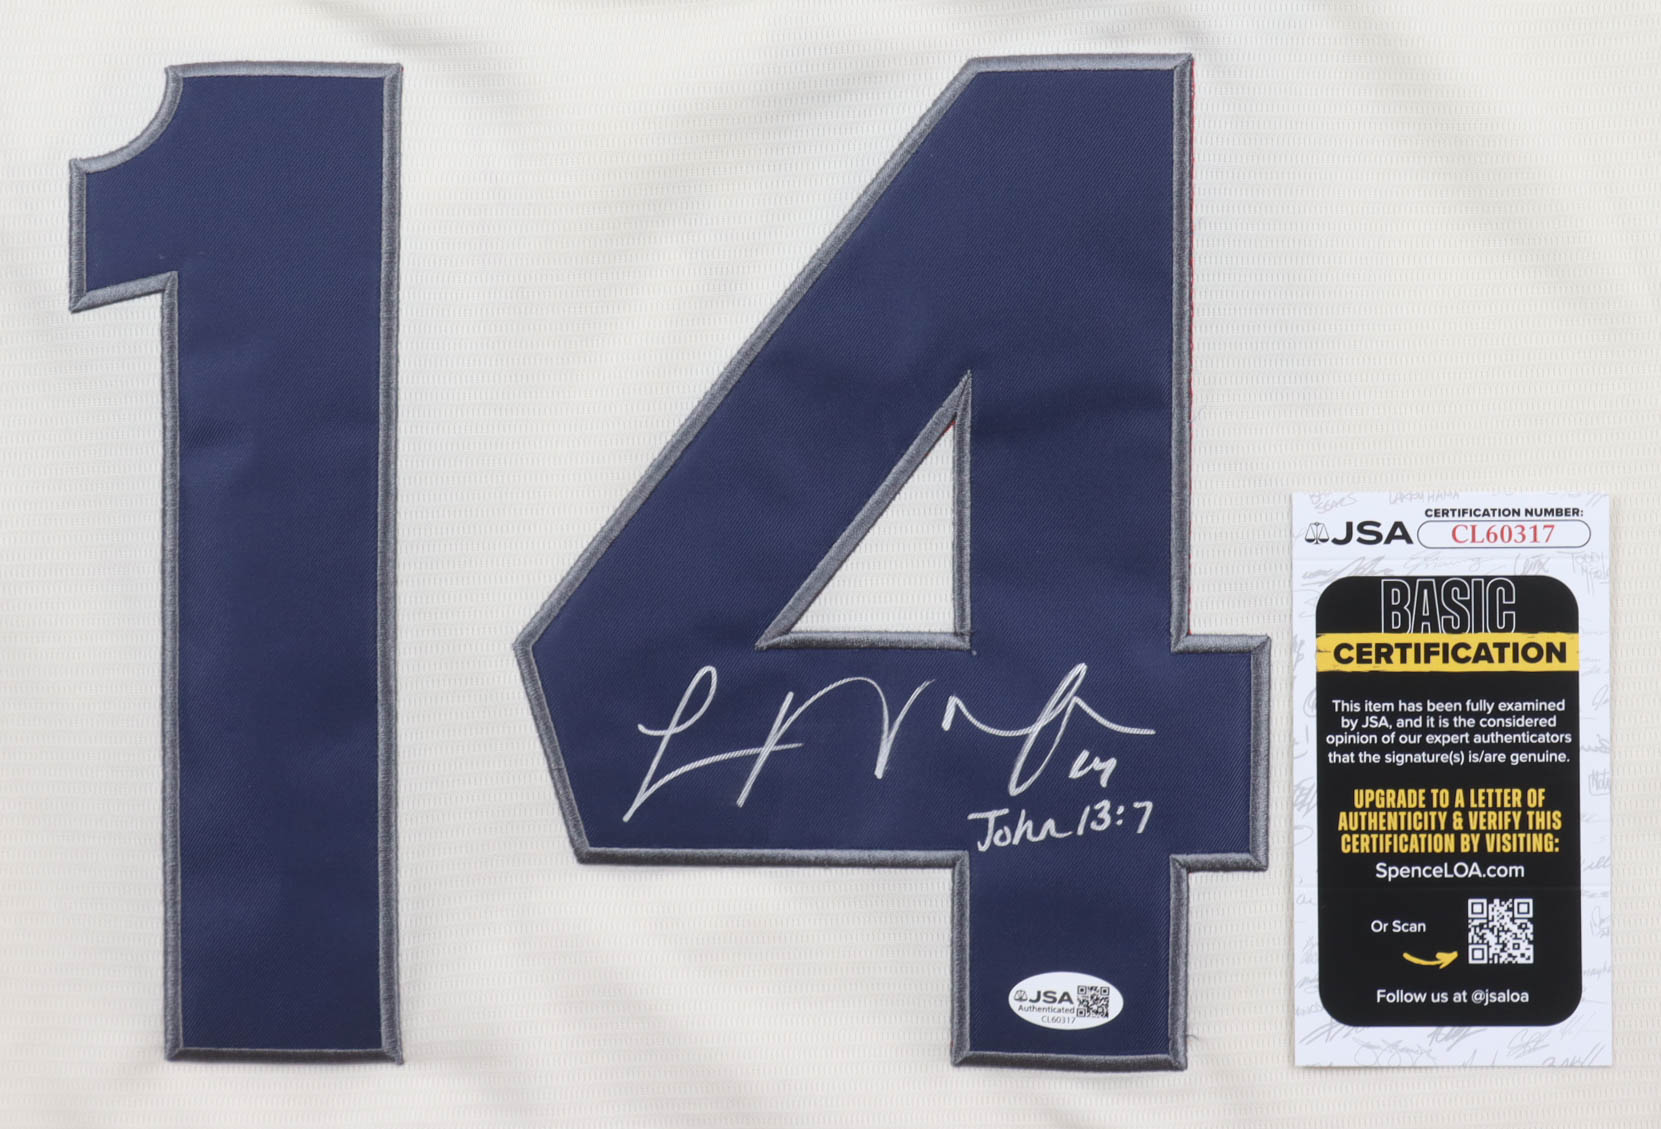 14
14
John 13:7
JSA
Authenticated
CL60317
CERTIFICATION NUMBER:
JSA CL60317
BASIC
CERTIFICATION
This item has been fully examined
by JSA, and it is the considered
opinion of our expert authenticators
that the signature(s) is/are genuine.
UPGRADE TO A LETTER OF
AUTHENTICITY & VERIFY THIS
CERTIFICATION BY VISITING:
SpenceLOA.com
Or Scan
Follow us at @jsaloa